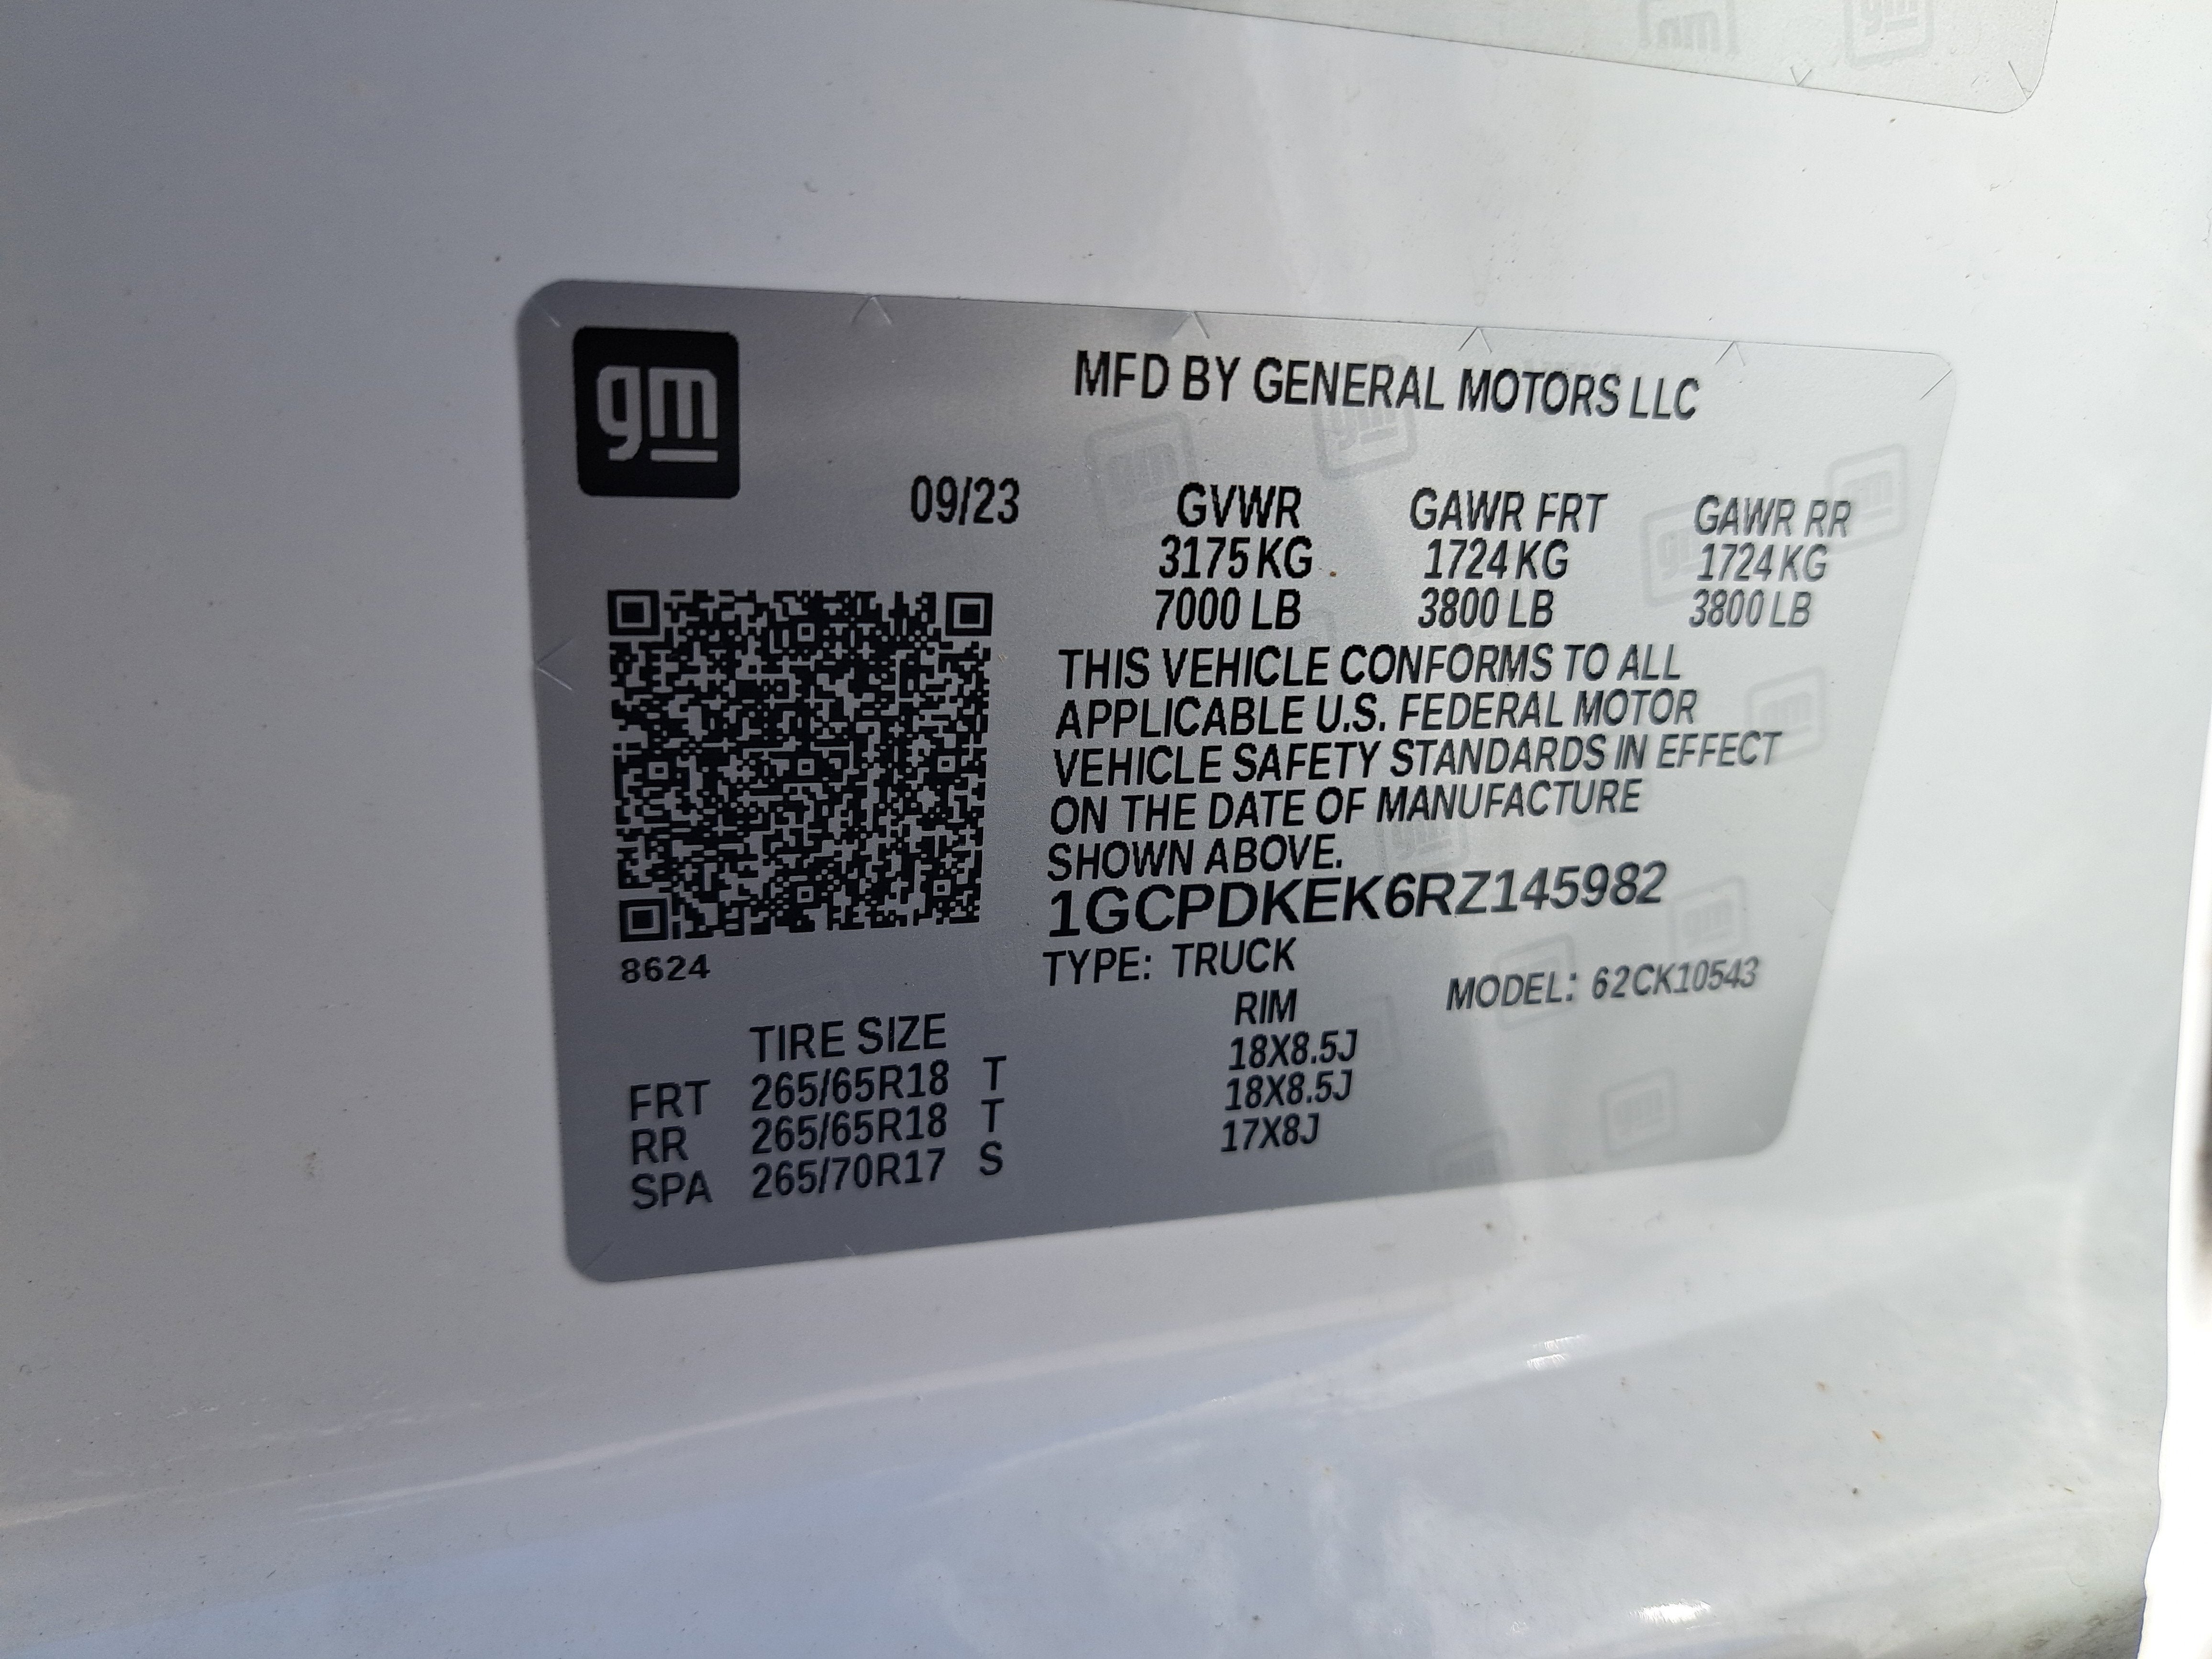 gm
MFD BY GENERAL MOTORS LLC
09/23 GVWR GAWR FRT GAWR RR
3175 KG 1724 KG 1724 KG
7000 LB 3800 LB 3800 LB
THIS VEHICLE CONFORMS TO ALL
APPLICABLE U.S. FEDERAL MOTOR
VEHICLE SAFETY STANDARDS IN EFFECT
ON THE DATE OF MANUFACTURE
SHOWN ABOVE.
1GCPDKEK6RZ145982
8624
TYPE: TRUCK MODEL: 62CK10543
TIRE SIZE RIM
FRT 265/65R18 T 18X8.5J
RR 265/65R18 T 18X8.5J
SPA 265/70R17 S 17X8J